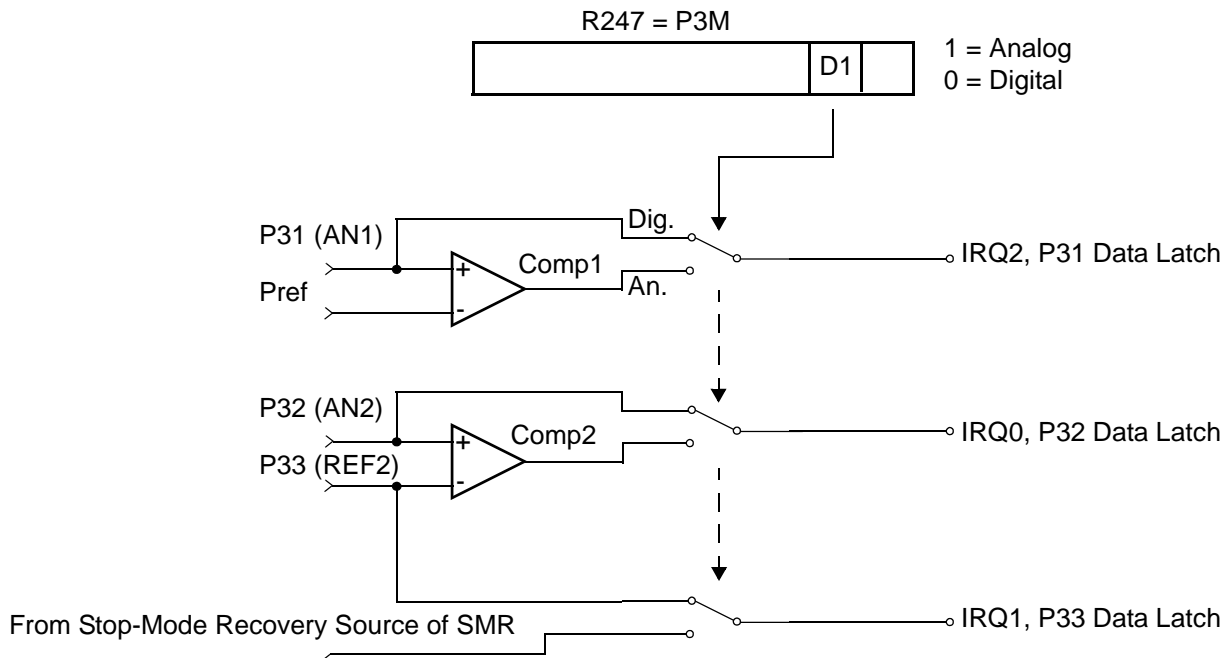 R247 = P3M
D1
1 = Analog
0 = Digital
Dig.
P31 (AN1)
+
Comp1
IRQ2, P31 Data Latch
An.
Pref
-
P32 (AN2)
+
Comp2
IRQ0, P32 Data Latch
P33 (REF2)
-
From Stop-Mode Recovery Source of SMR
IRQ1, P33 Data Latch